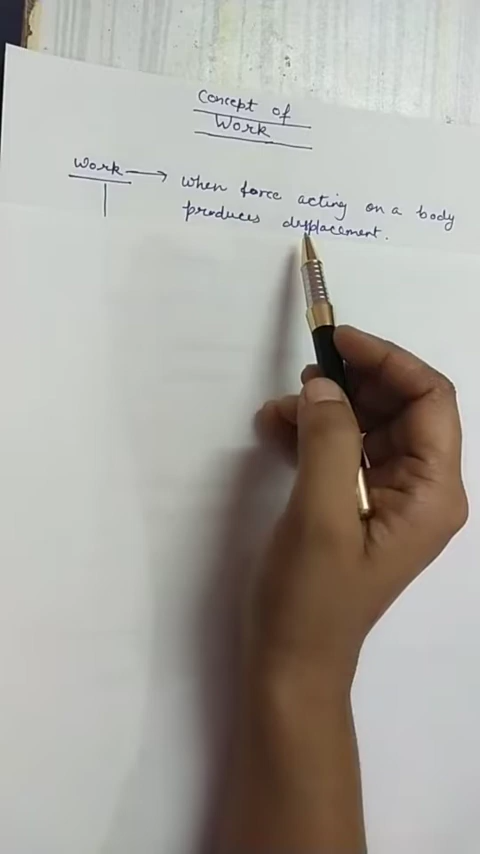 Concept of
Work
Work → when force acting on a body
produces displacement.